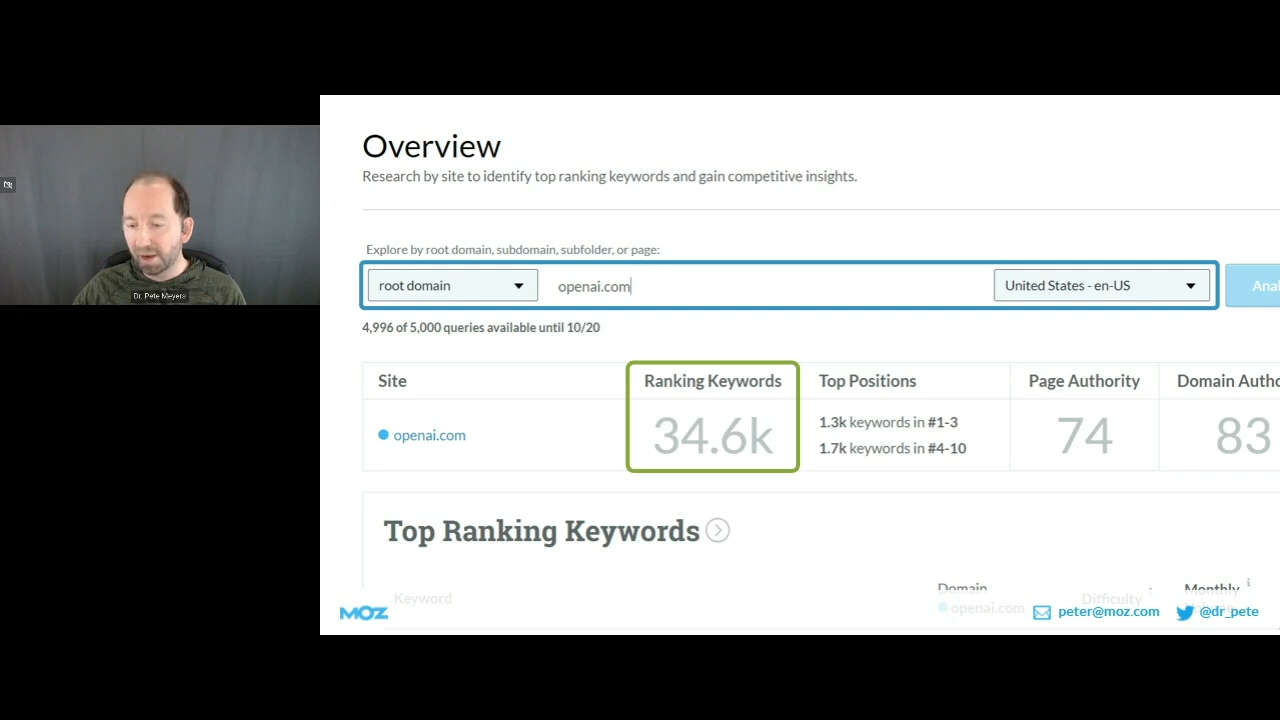 Overview
Research by site to identify top ranking keywords and gain competitive insights.
Explore by root domain, subdomain, subfolder, or page:
root domain
openai.com
United States - en-US
Anal
4,996 of 5,000 queries available until 10/20
Site
Ranking Keywords
Top Positions
Page Authority
Domain Autho
openai.com
34.6k
1.3k keywords in #1-3
1.7k keywords in #4-10
74
83
Top Ranking Keywords
Keyword
Domain
openai.com
Difficulty
Monthly
MOZ
peter@moz.com
@dr_pete
Dr. Pete Meyers